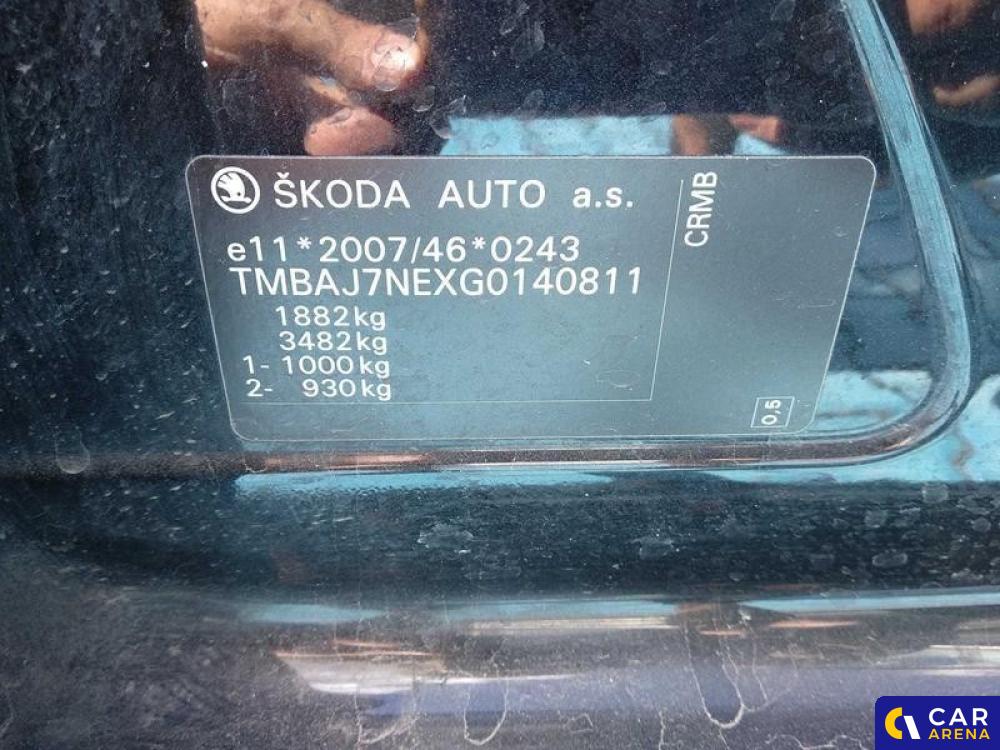 ŠKODA AUTO a.s.
e11*2007/46*0243
TMBAJ7NEXG0140811
1882kg
3482kg
1- 1000kg
2- 930kg
CRMB
0,5
CAR
ARENA